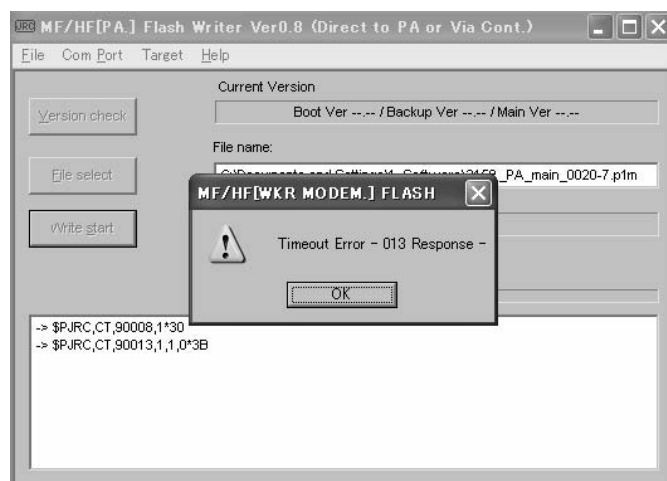 JRC MF/HF[PA.] Flash Writer Ver0.8 (Direct to PA or Via Cont.)
File Com Port Target Help
Current Version
Version check
Boot Ver --.-- / Backup Ver --.-- / Main Ver --.--
File name:
File select
_PA_main_0020-7.p1m
MF/HF[WKR MODEM.] FLASH
Write start
Timeout Error - 013 Response -
OK
-> $PJRC,CT,90008,1*30
-> $PJRC,CT,90013,1,1,0*3B